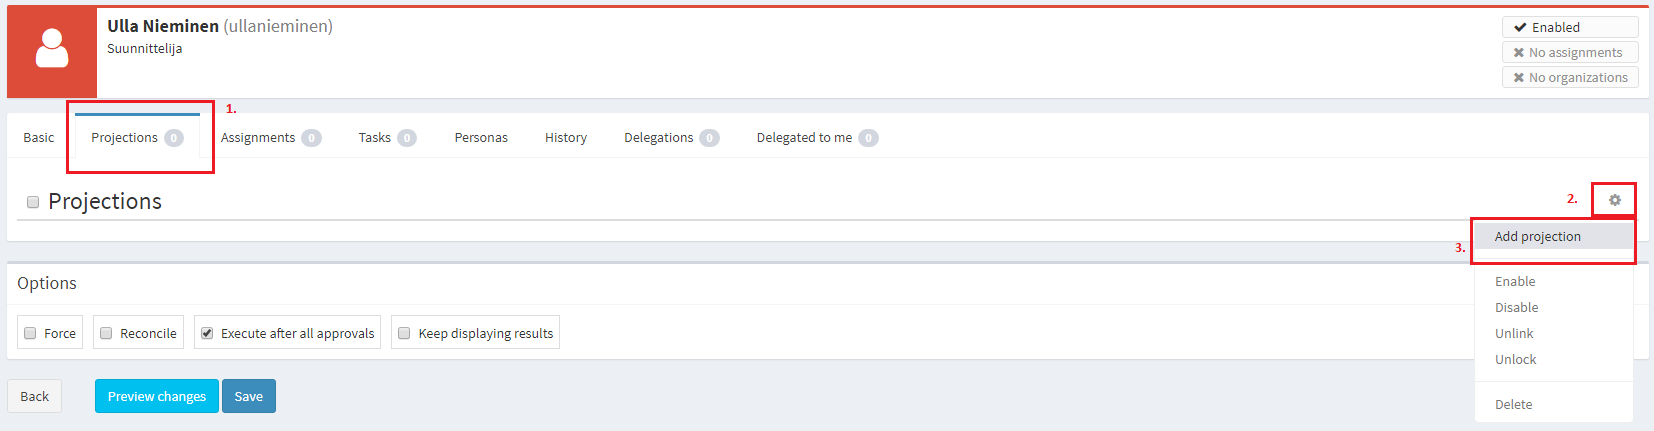 Ulla Nieminen (ullanieminen)
Suunnittelija
Enabled
No assignments
No organizations
1.
Basic Projections 0 Assignments 0 Tasks 0 Personas History Delegations 0 Delegated to me 0
Projections
2.
3.
Add projection
Enable
Disable
Unlink
Unlock
Delete
Options
Force Reconcile Execute after all approvals Keep displaying results
Back Preview changes Save